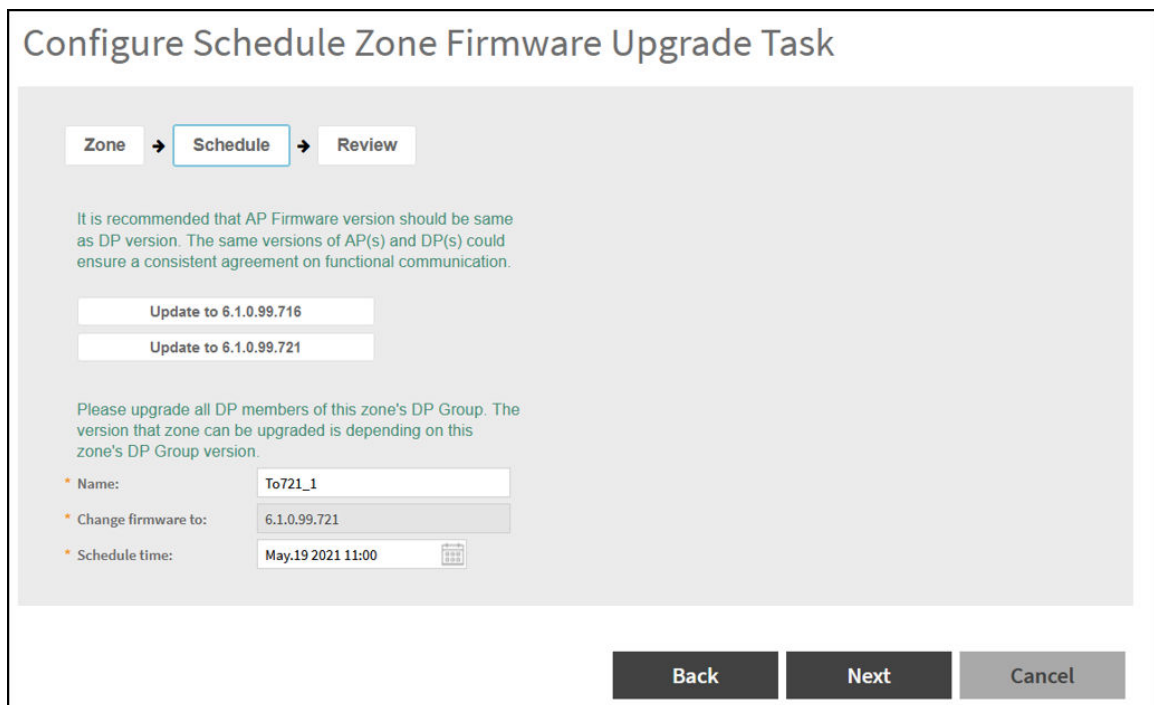 Configure Schedule Zone Firmware Upgrade Task
Zone → Schedule → Review
It is recommended that AP Firmware version should be same
as DP version. The same versions of AP(s) and DP(s) could
ensure a consistent agreement on functional communication.
Update to 6.1.0.99.716
Update to 6.1.0.99.721
Please upgrade all DP members of this zone's DP Group. The
version that zone can be upgraded is depending on this
zone's DP Group version.
* Name: To721_1
* Change firmware to: 6.1.0.99.721
* Schedule time: May.19 2021 11:00
Back Next Cancel